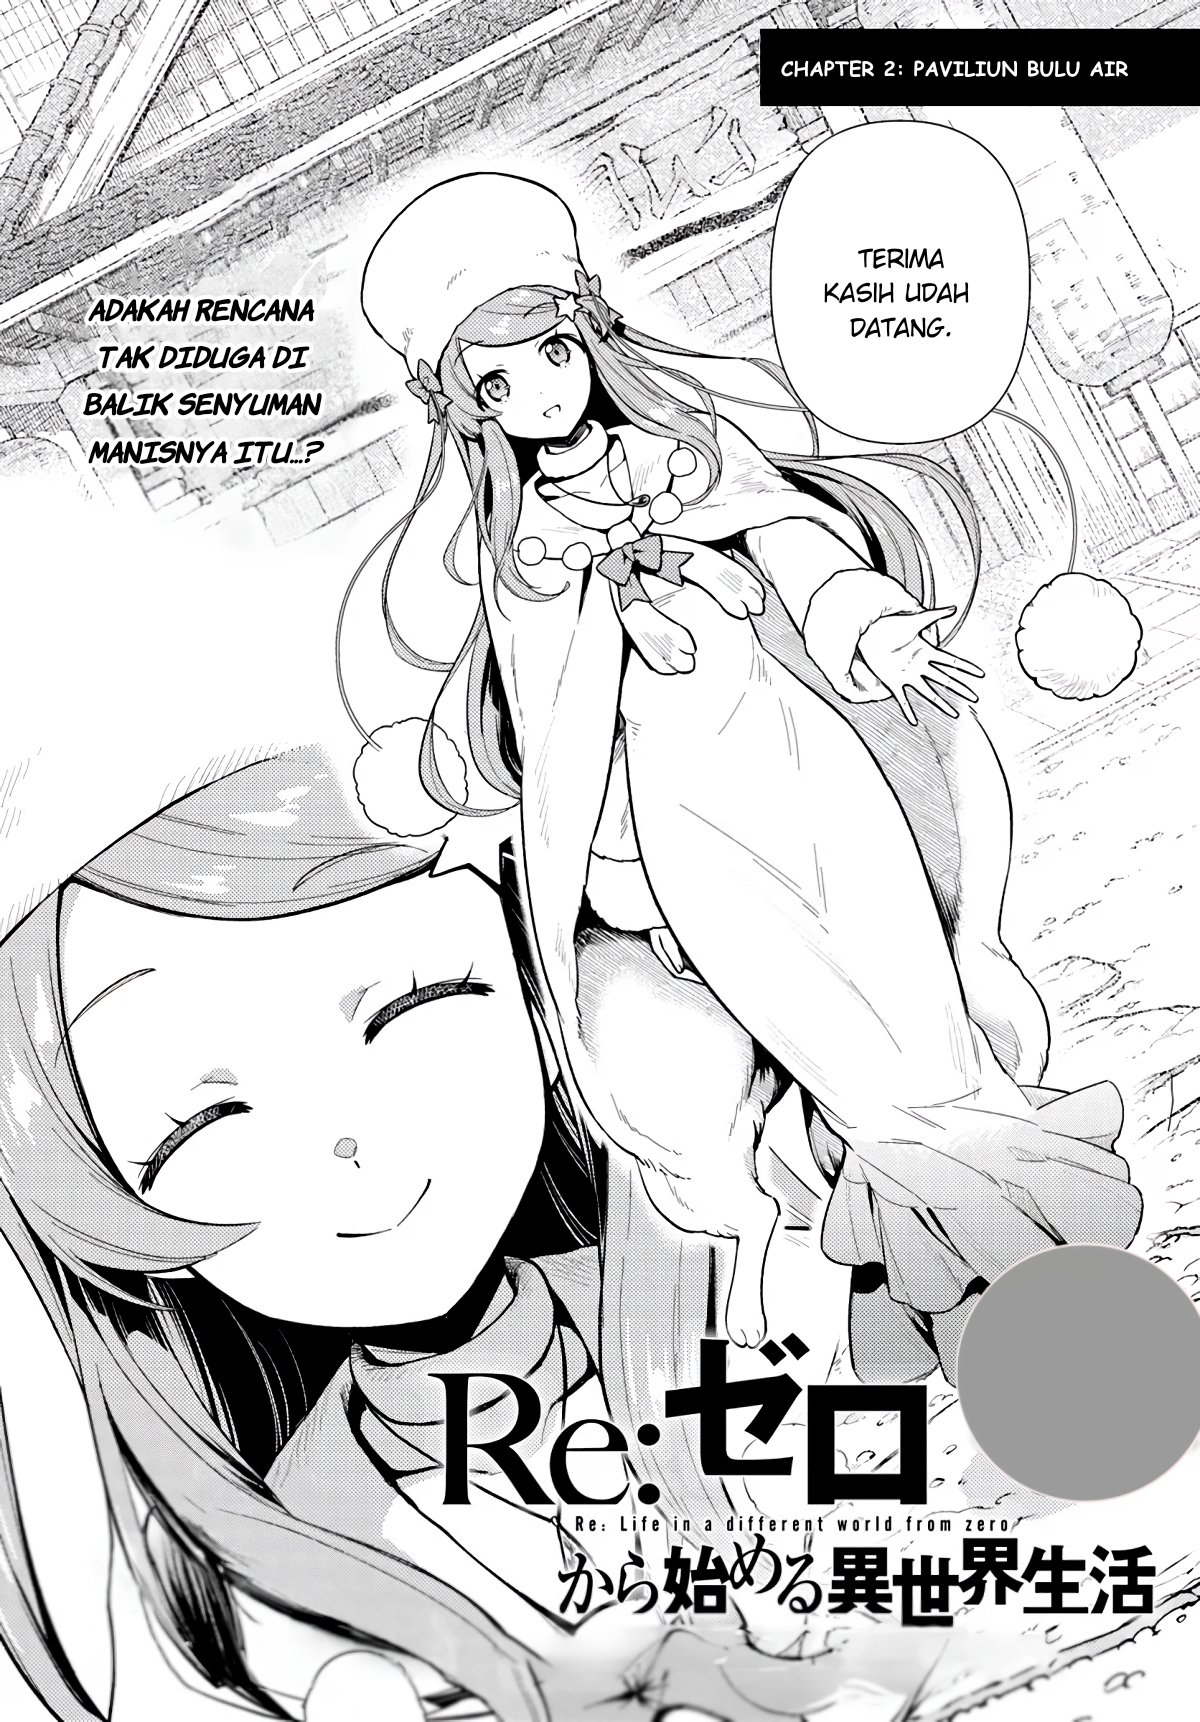 CHAPTER 2: PAVILIUN BULU AIR
TERIMA
KASIH UDAH
DATANG.
ADAKAH RENCANA
TAK DIDUGA DI
BALIK SENYUMAN
MANISNYA ITU...?
Re:ゼロ
Re: Life in a different world from zero
から始める異世界生活